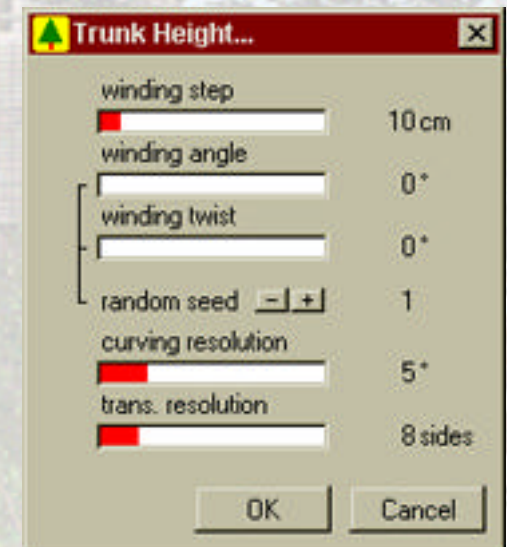 Trunk Height...
winding step
10 cm
winding angle
0°
winding twist
0°
random seed - + 1
curving resolution
5°
trans. resolution
8 sides
OK Cancel